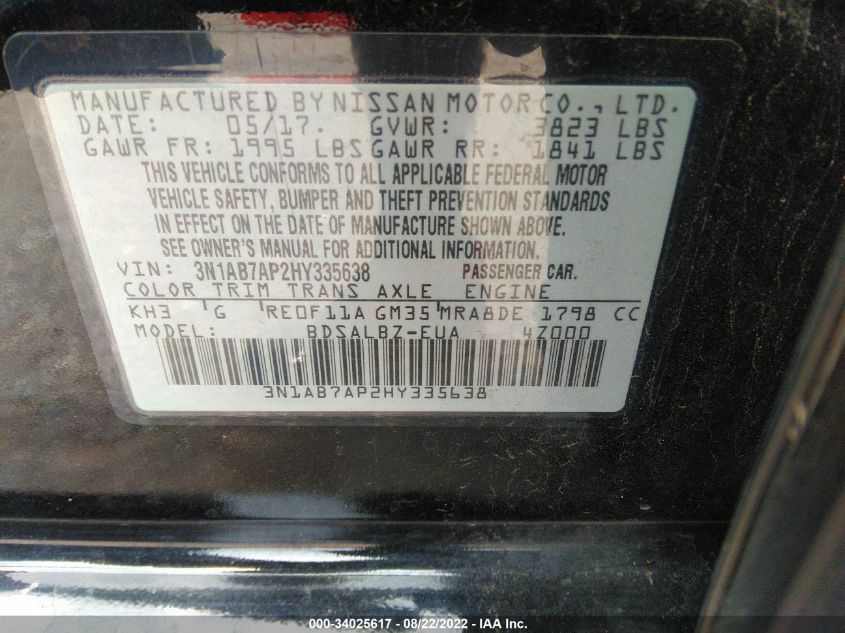 MANUFACTURED BY NISSAN MOTOR CO., LTD.
DATE: 05/17. GVWR: 3823 LBS
GAWR FR: 1995 LBS GAWR RR: 1841 LBS
THIS VEHICLE CONFORMS TO ALL APPLICABLE FEDERAL MOTOR
VEHICLE SAFETY, BUMPER AND THEFT PREVENTION STANDARDS
IN EFFECT ON THE DATE OF MANUFACTURE SHOWN ABOVE.
SEE OWNER'S MANUAL FOR ADDITIONAL INFORMATION.
VIN: 3N1AB7AP2HY335638 PASSENGER CAR.
COLOR TRIM TRANS AXLE ENGINE
KH3 G RE0F11A GM35 MRA8DE 1798 CC
MODEL: BDSALBZ-EUA 4Z000
3N1AB7AP2HY335638
000-34025617 - 08/22/2022 - IAA Inc.